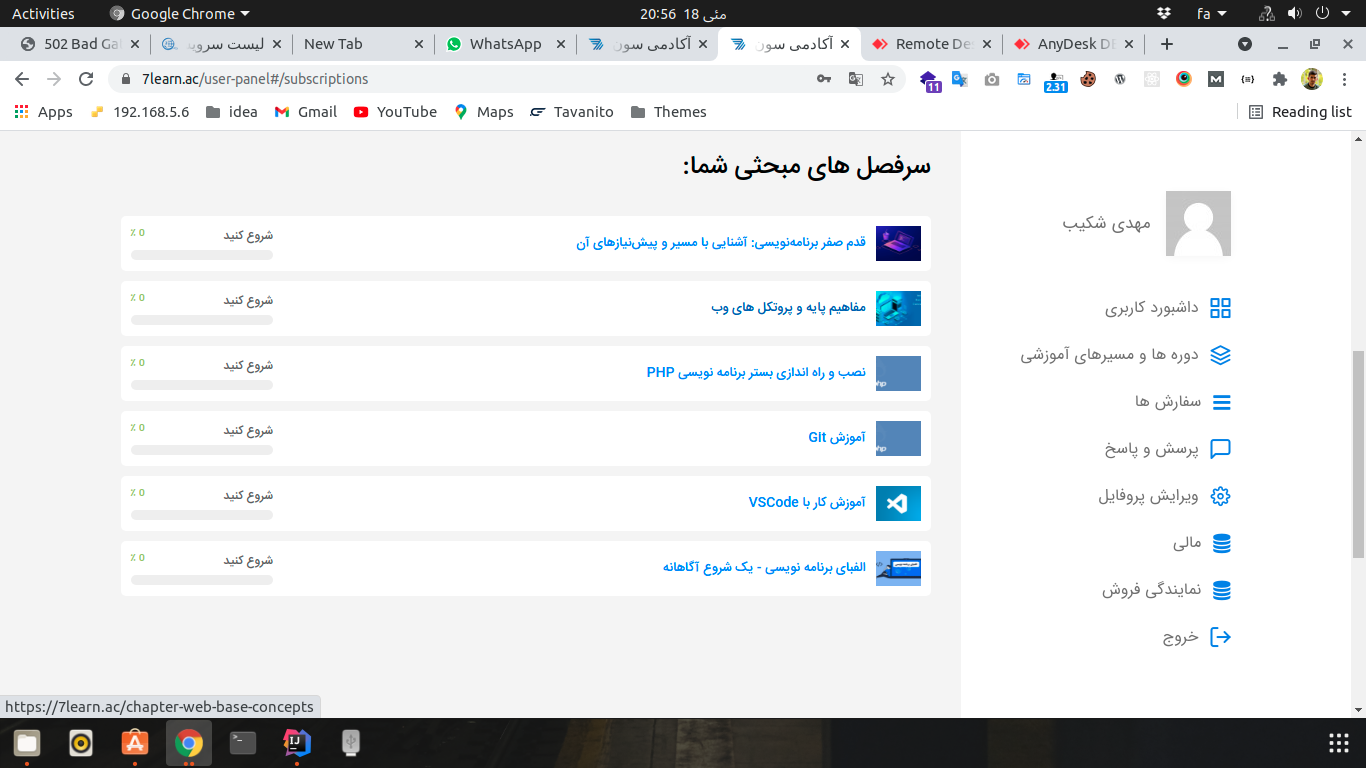 Activities
Google Chrome
20:56 مئی 18
fa
502 Bad Ga
لیست سروید
New Tab
WhatsApp
آکادمی سون
آکادمی سون
Remote De
AnyDesk DE
7learn.ac/user-panel#/subscriptions
11
2.31
Apps
192.168.5.6
idea
Gmail
YouTube
Maps
Tavanito
Themes
Reading list
سرفصل های مبحثی شما:
قدم صفر برنامه‌نویسی: آشنایی با مسیر و پیش‌نیازهای آن
شروع کنید
٪ 0
مفاهیم پایه و پروتکل های وب
شروع کنید
٪ 0
نصب و راه اندازی بستر برنامه نویسی PHP
شروع کنید
٪ 0
آموزش Git
شروع کنید
٪ 0
آموزش کار با VSCode
شروع کنید
٪ 0
الفبای برنامه نویسی - یک شروع آگاهانه
شروع کنید
٪ 0
مهدی شکیب
داشبورد کاربری
دوره ها و مسیرهای آموزشی
سفارش ها
پرسش و پاسخ
ویرایش پروفایل
مالی
نمایندگی فروش
خروج
https://7learn.ac/chapter-web-base-concepts